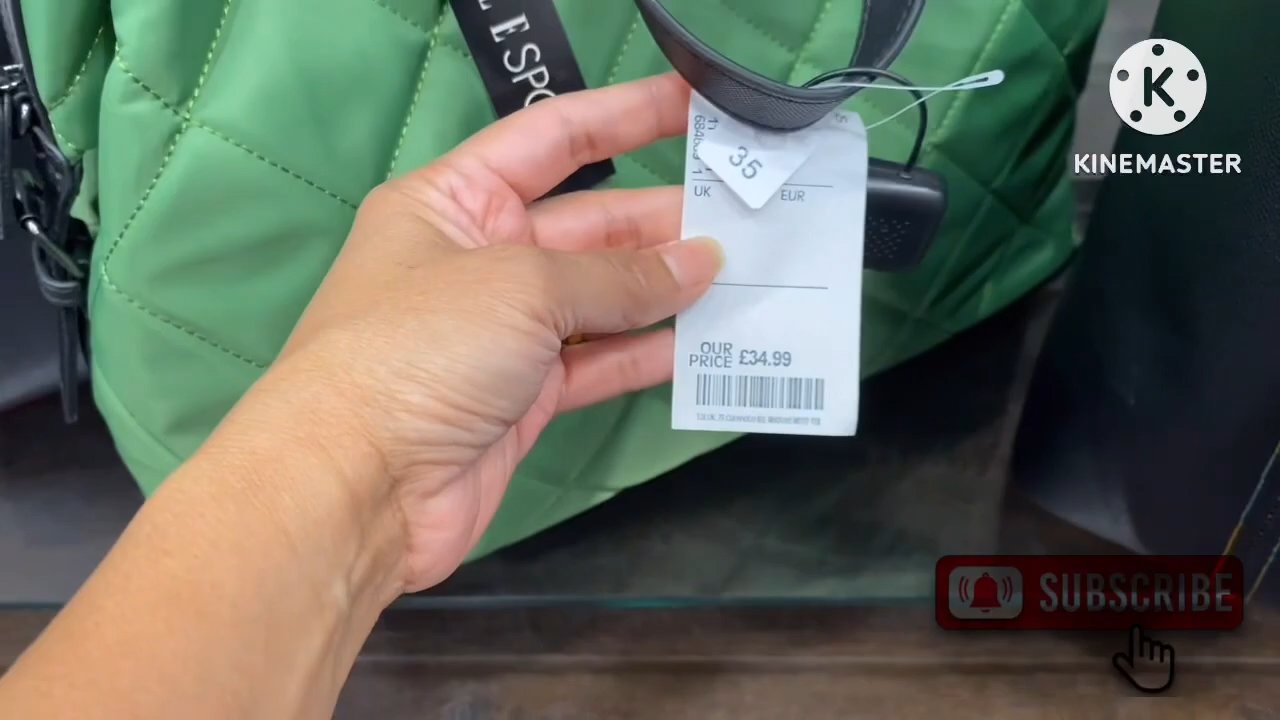 E SPO
35
UK EUR
OUR
PRICE £34.99
K
KINEMASTER
SUBSCRIBE